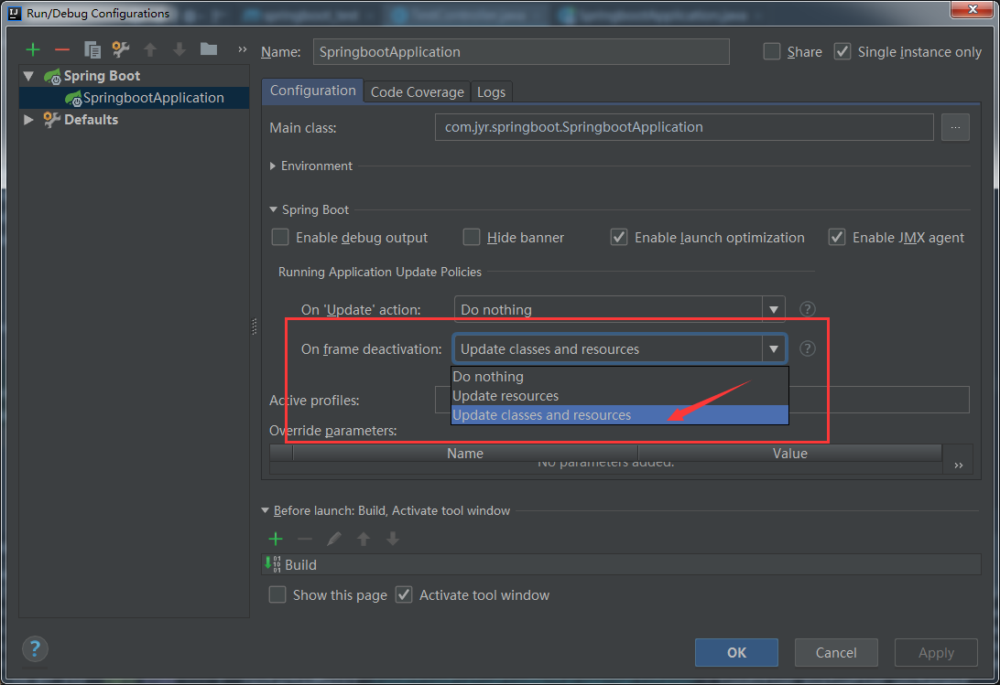 Run/Debug Configurations
Name: SpringbootApplication Share Single instance only
Spring Boot
SpringbootApplication
Defaults
Configuration Code Coverage Logs
Main class: com.jyr.springboot.SpringbootApplication ...
Environment
Spring Boot
Enable debug output Hide banner Enable launch optimization Enable JMX agent
Running Application Update Policies
On 'Update' action: Do nothing ?
On frame deactivation: Update classes and resources ?
Do nothing
Update resources
Update classes and resources
Active profiles:
Override parameters:
Name Value
No parameters added.
Before launch: Build, Activate tool window
Build
Show this page Activate tool window
? OK Cancel Apply